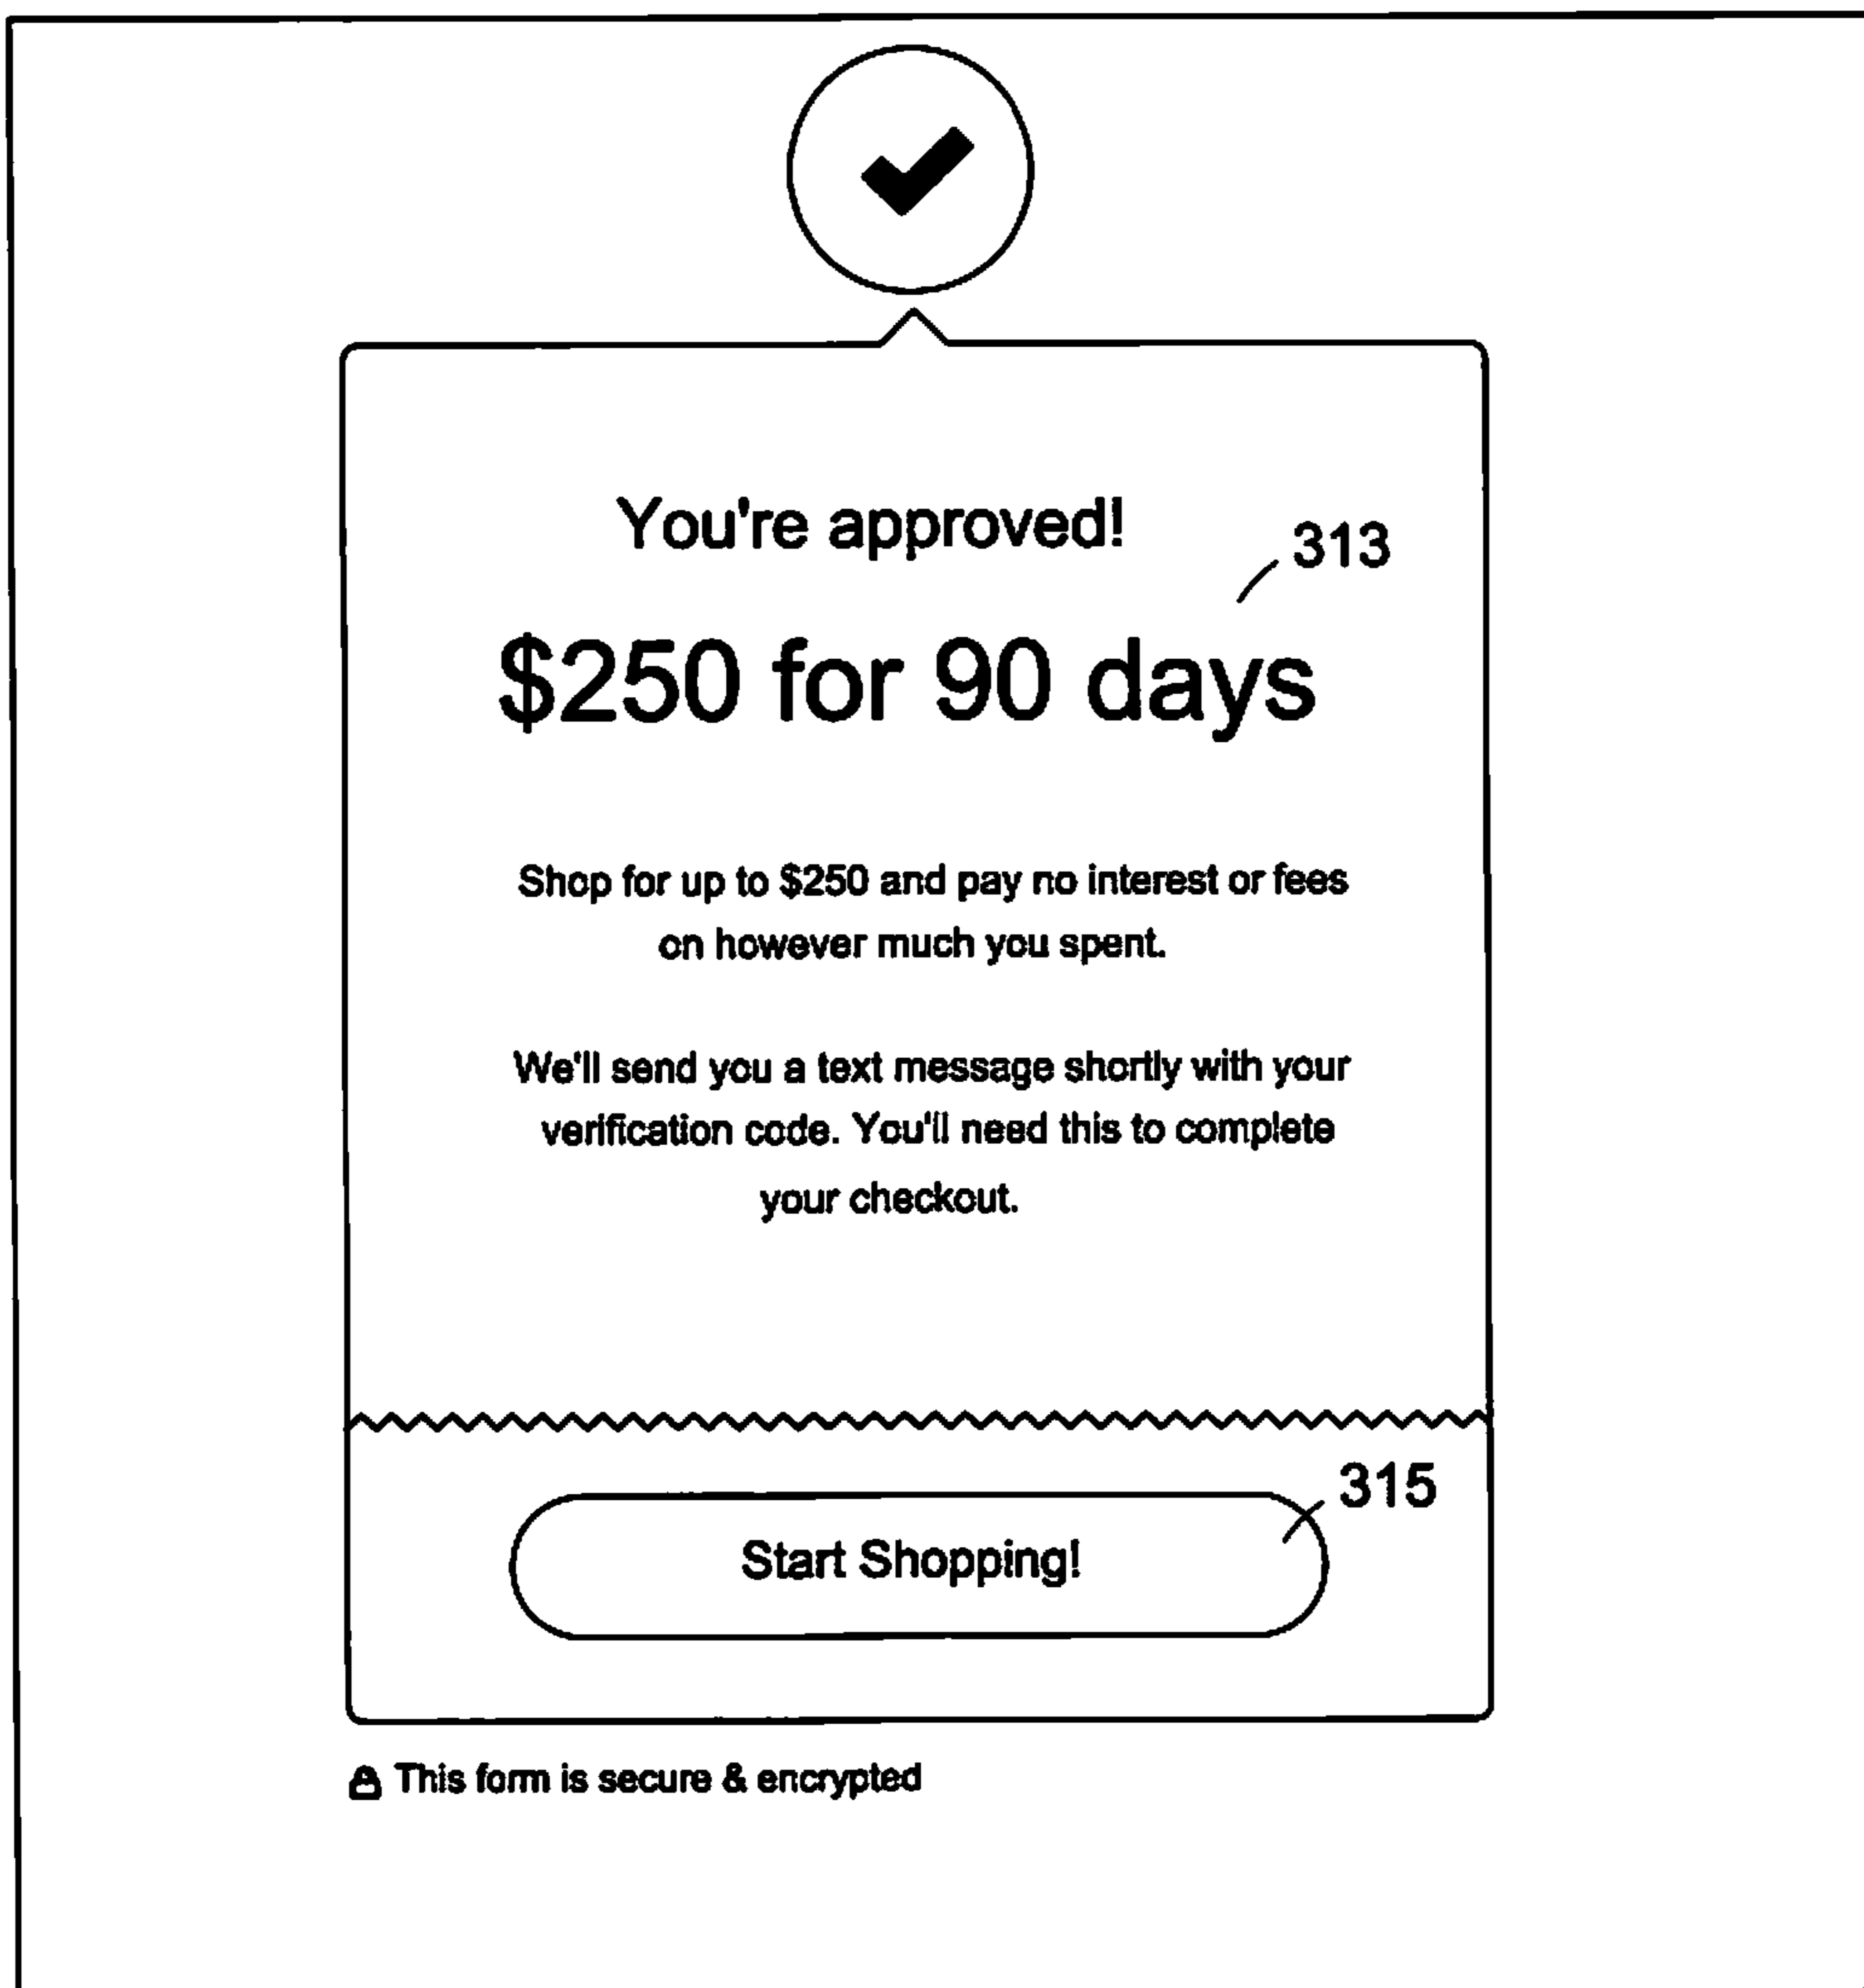 You're approved!
313
$250 for 90 days
Shop for up to $250 and pay no interest or fees
on however much you spent.
We'll send you a text message shortly with your
verification code. You'll need this to complete
your checkout.
315
Start Shopping!
This form is secure & encrypted